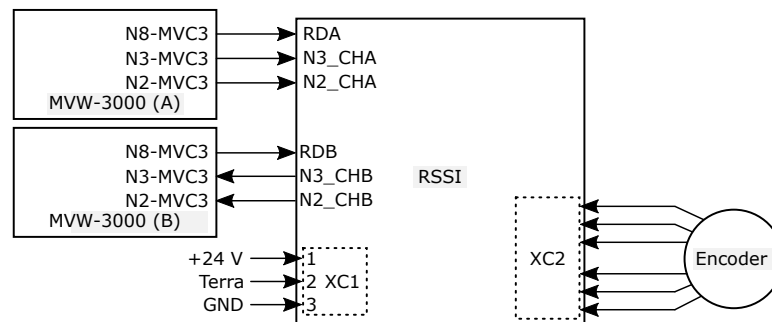 N8-MVC3 RDA
N3-MVC3 N3_CHA
N2-MVC3 N2_CHA
MVW-3000 (A)
N8-MVC3 RDB
N3-MVC3 N3_CHB
N2-MVC3 N2_CHB
MVW-3000 (B)
RSSI
+24 V 1
Terra 2 XC1
GND 3
XC2
Encoder